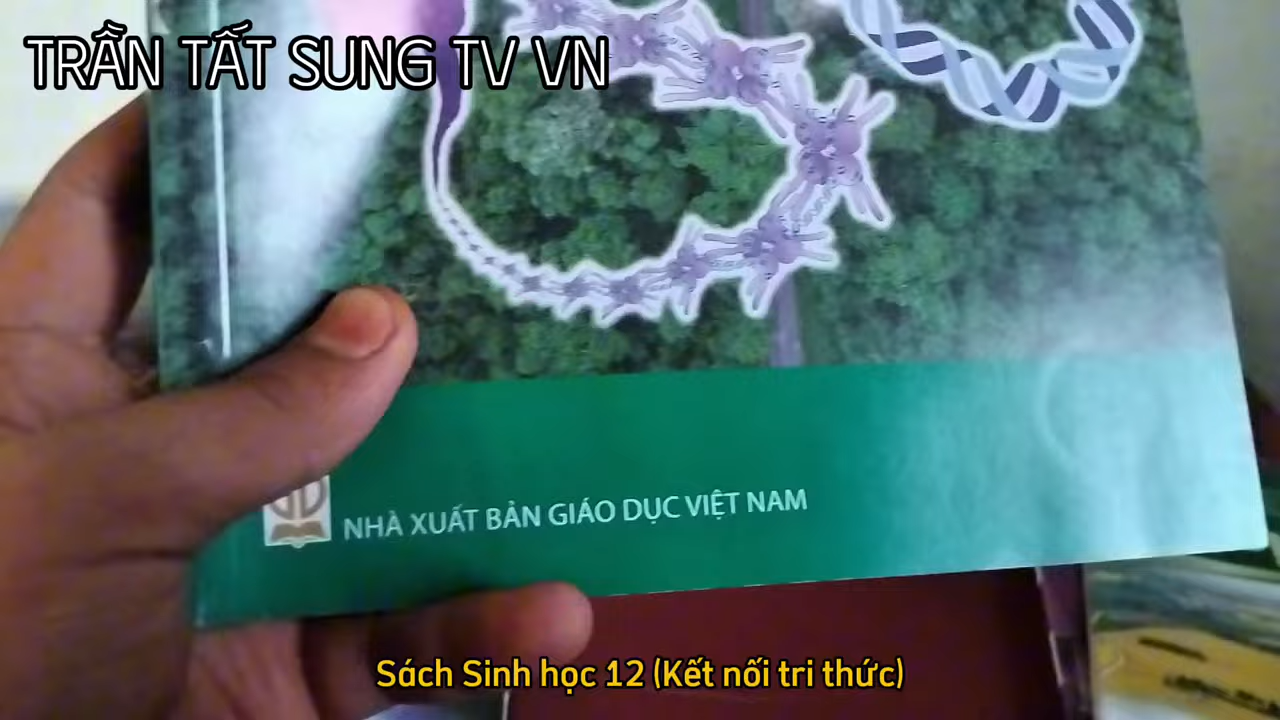 TRẦN TẤT SUNG TV VN
NHÀ XUẤT BẢN GIÁO DỤC VIỆT NAM
Sách Sinh học 12 (Kết nối tri thức)